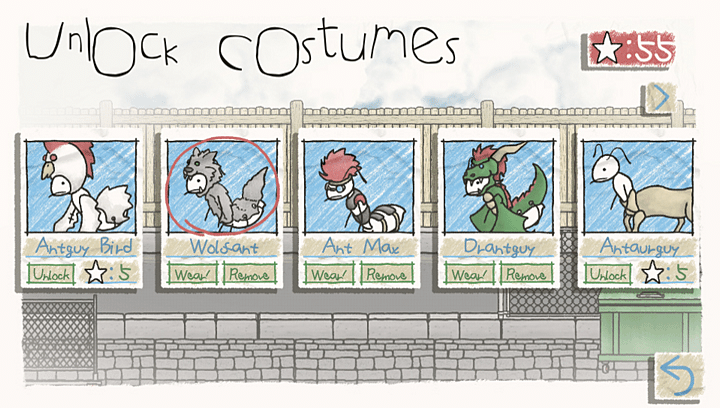 Unlock costumes
:55
Antguy Bird
Wolfant
Ant Max
Drantguy
Antaurguy
Unlock :5
Wear! Remove
Wear! Remove
Wear! Remove
Unlock :5